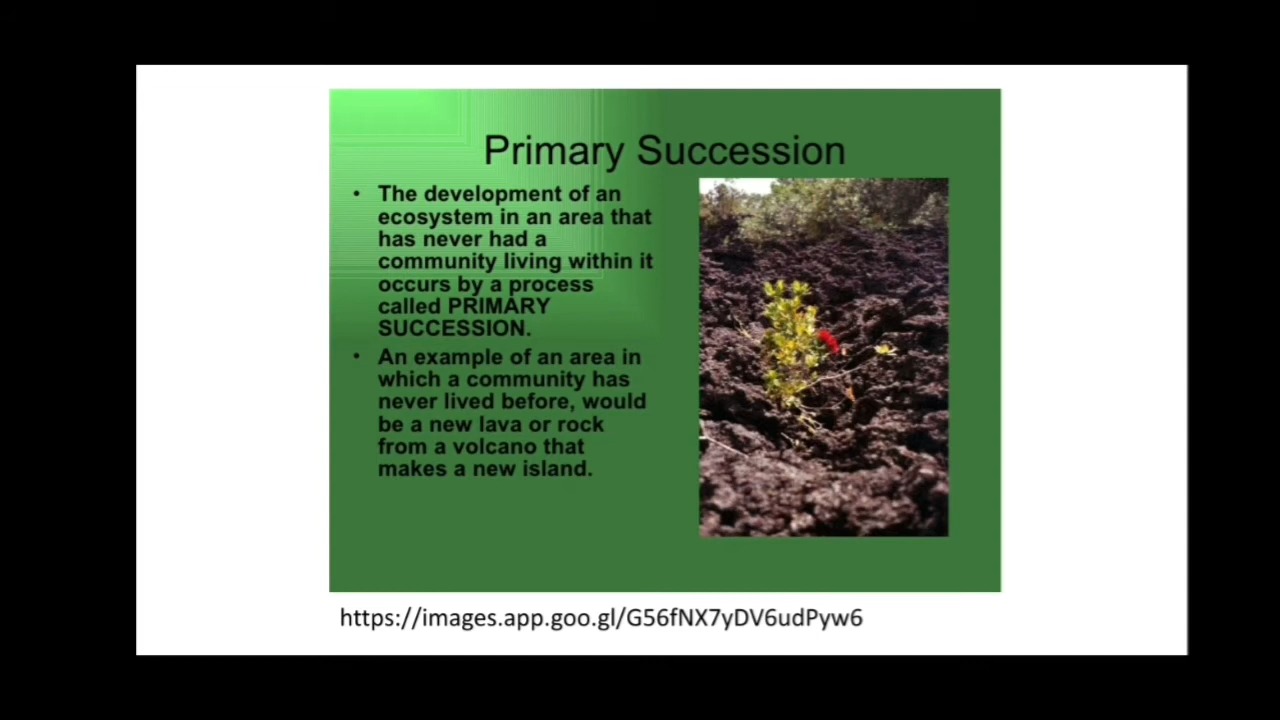 Primary Succession
• The development of an
ecosystem in an area that
has never had a
community living within it
occurs by a process
called PRIMARY
SUCCESSION.
• An example of an area in
which a community has
never lived before, would
be a new lava or rock
from a volcano that
makes a new island.
https://images.app.goo.gl/G56fNX7yDV6udPyw6